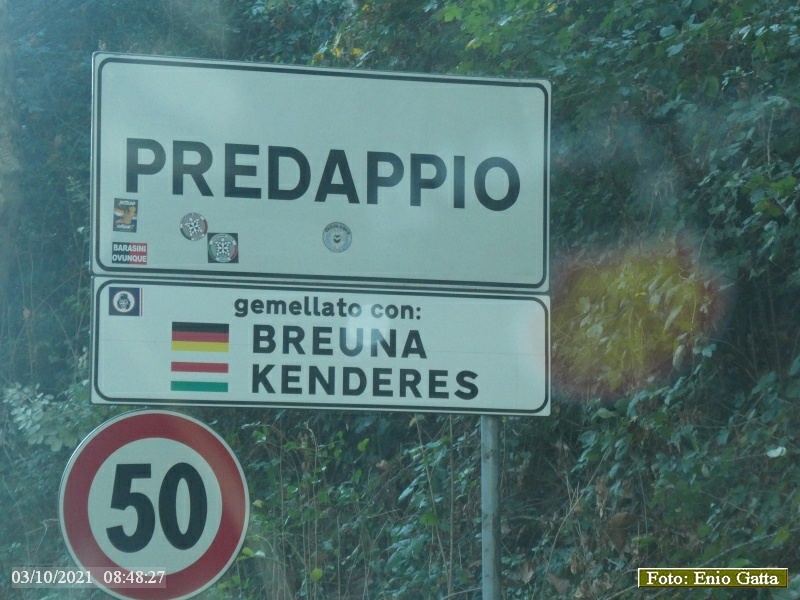 PREDAPPIO
BARASINI
OVUNQUE
gemellato con:
BREUNA
KENDERES
50
03/10/2021 08:48:27
Foto: Enio Gatta